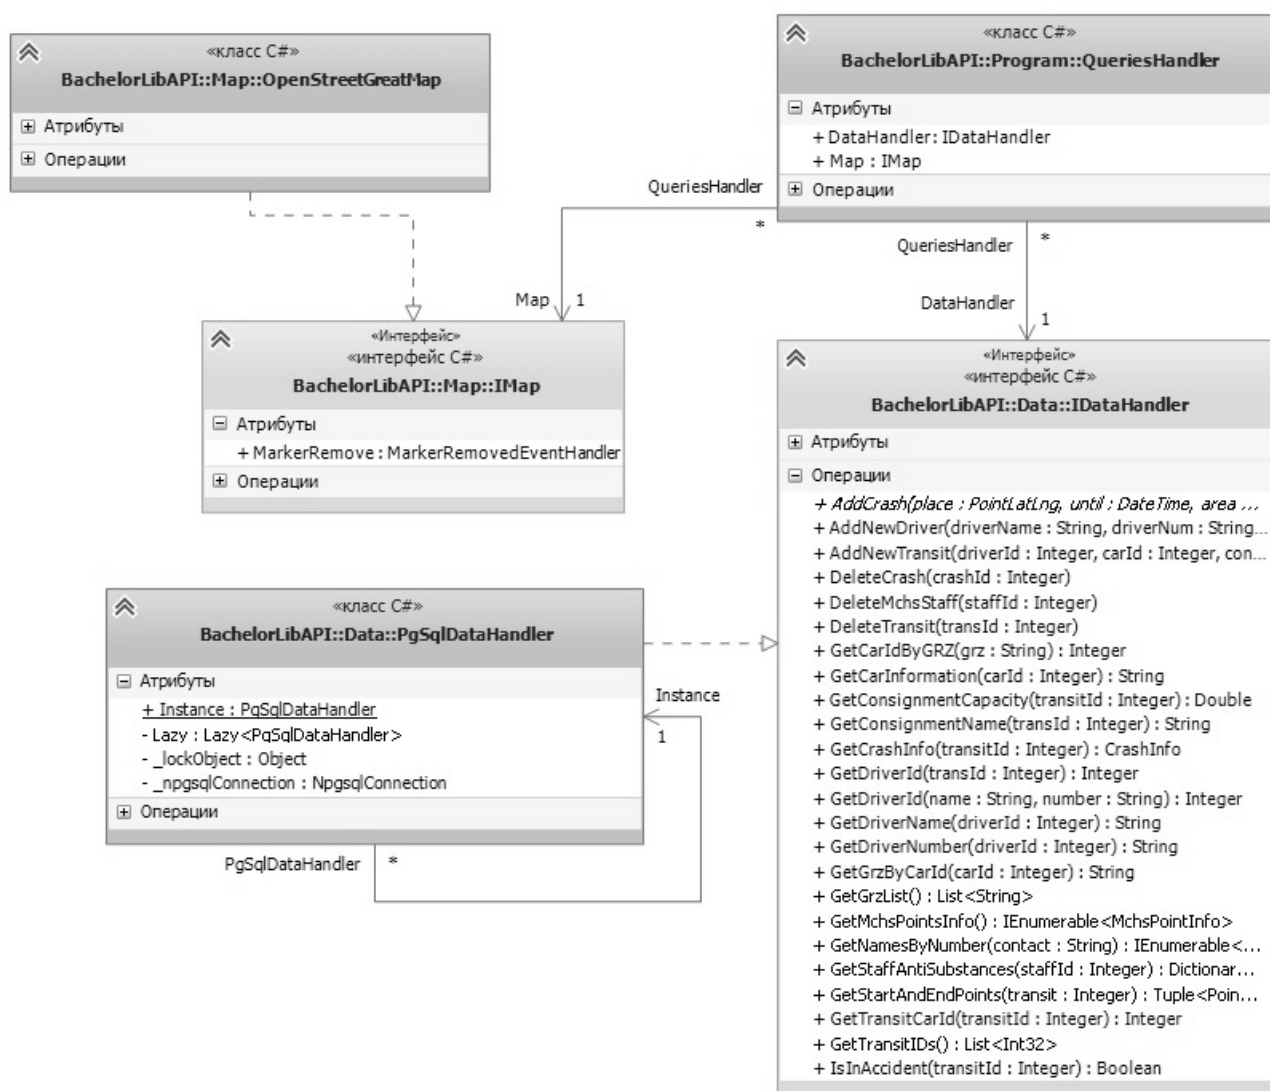 «класс C#»
BachelorLibAPI::Map::OpenStreetGreatMap
Атрибуты
Операции
«класс C#»
BachelorLibAPI::Program::QueriesHandler
Атрибуты
+ DataHandler: IDataHandler
+ Map : IMap
Операции
QueriesHandler
*
Map
1
QueriesHandler
*
DataHandler
1
«Интерфейс»
«интерфейс C#»
BachelorLibAPI::Map::IMap
Атрибуты
+ MarkerRemove : MarkerRemovedEventHandler
Операции
«Интерфейс»
«интерфейс C#»
BachelorLibAPI::Data::IDataHandler
Атрибуты
Операции
+ AddCrash(place : PointLatLng, until : DateTime, area ...
+ AddNewDriver(driverName : String, driverNum : String...
+ AddNewTransit(driverId : Integer, carId : Integer, con...
+ DeleteCrash(crashId : Integer)
+ DeleteMchsStaff(staffId : Integer)
+ DeleteTransit(transId : Integer)
+ GetCarIdByGRZ(grz : String) : Integer
+ GetCarInformation(carId : Integer) : String
+ GetConsignmentCapacity(transitId : Integer) : Double
+ GetConsignmentName(transId : Integer) : String
+ GetCrashInfo(transitId : Integer) : CrashInfo
+ GetDriverId(transId : Integer) : Integer
+ GetDriverId(name : String, number : String) : Integer
+ GetDriverName(driverId : Integer) : String
+ GetDriverNumber(driverId : Integer) : String
+ GetGrzByCarId(carId : Integer) : String
+ GetGrzList() : List<String>
+ GetMchsPointsInfo() : IEnumerable<MchsPointInfo>
+ GetNamesByNumber(contact : String) : IEnumerable<...
+ GetStaffAntiSubstances(staffId : Integer) : Dictionar...
+ GetStartAndEndPoints(transit : Integer) : Tuple<Poin...
+ GetTransitCarId(transitId : Integer) : Integer
+ GetTransitIDs() : List<Int32>
+ IsInAccident(transitId : Integer) : Boolean
«класс C#»
BachelorLibAPI::Data::PgSqlDataHandler
Атрибуты
+ Instance : PgSqlDataHandler
- Lazy : Lazy<PgSqlDataHandler>
- _lockObject : Object
- _npgsqlConnection : NpgsqlConnection
Операции
Instance
1
PgSqlDataHandler
*